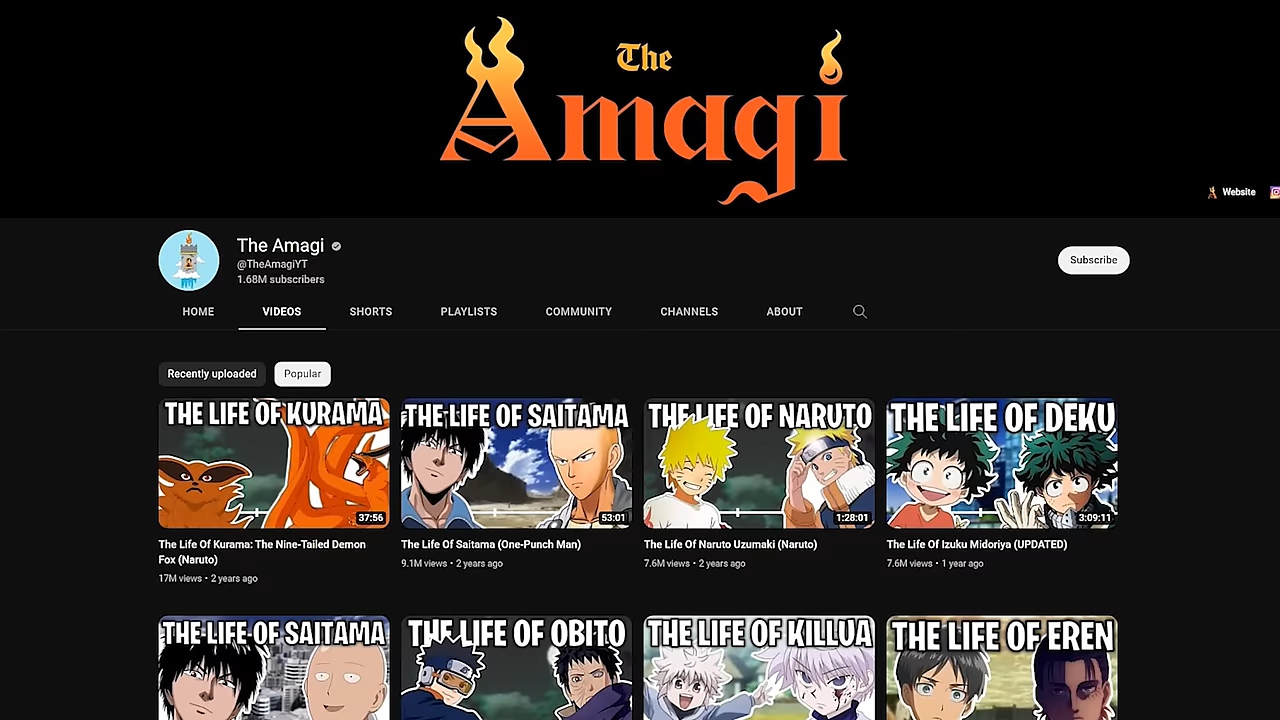 The
Amagi
Website
The Amagi
@TheAmagiYT
1.68M subscribers
Subscribe
HOME VIDEOS SHORTS PLAYLISTS COMMUNITY CHANNELS ABOUT
Recently uploaded Popular
THE LIFE OF KURAMA THE LIFE OF SAITAMA THE LIFE OF NARUTO THE LIFE OF DEKU
37:56 53:01 1:28:01 3:09:11
The Life Of Kurama: The Nine-Tailed Demon
Fox (Naruto)
17M views • 2 years ago
The Life Of Saitama (One-Punch Man)
9.1M views • 2 years ago
The Life Of Naruto Uzumaki (Naruto)
7.6M views • 2 years ago
The Life Of Izuku Midoriya (UPDATED)
7.6M views • 1 year ago
THE LIFE OF SAITAMA THE LIFE OF OBITO THE LIFE OF KILLUA THE LIFE OF EREN